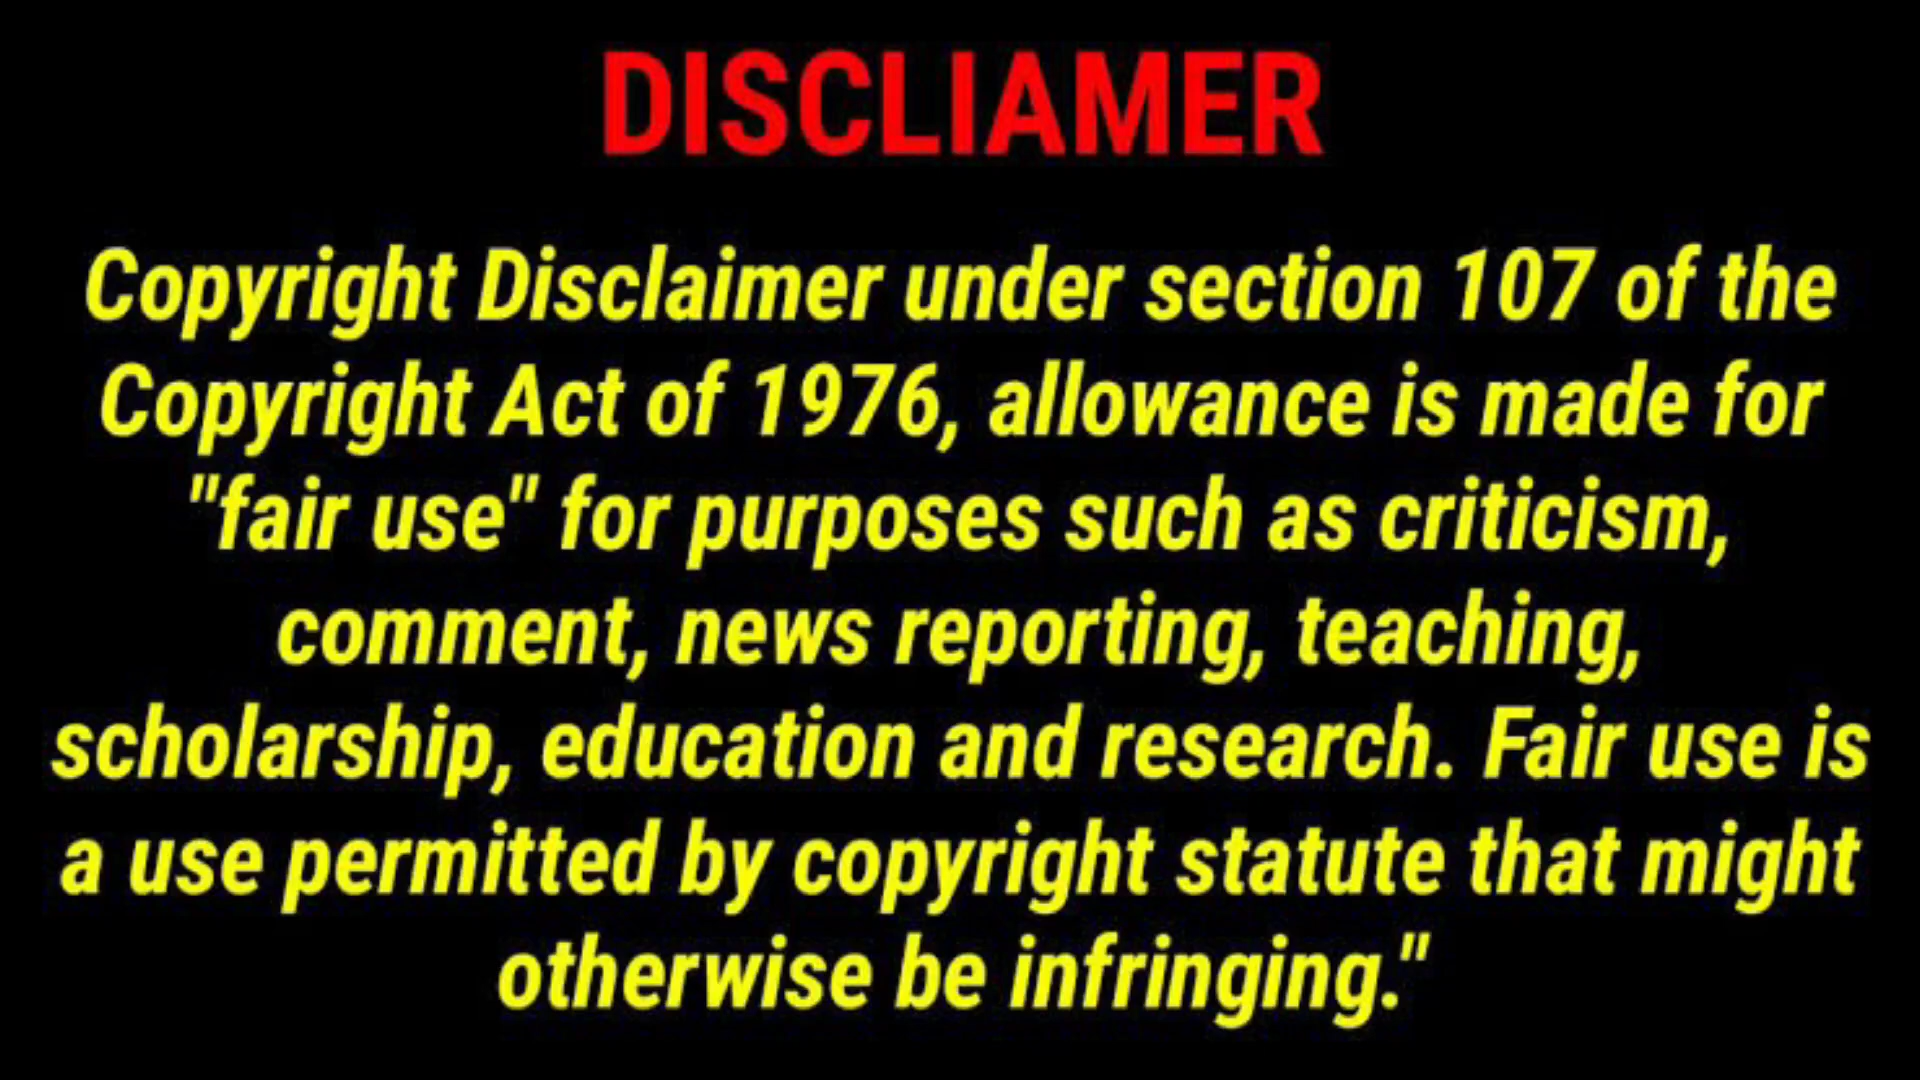 DISCLIAMER
Copyright Disclaimer under section 107 of the
Copyright Act of 1976, allowance is made for
"fair use" for purposes such as criticism,
comment, news reporting, teaching,
scholarship, education and research. Fair use is
a use permitted by copyright statute that might
otherwise be infringing."